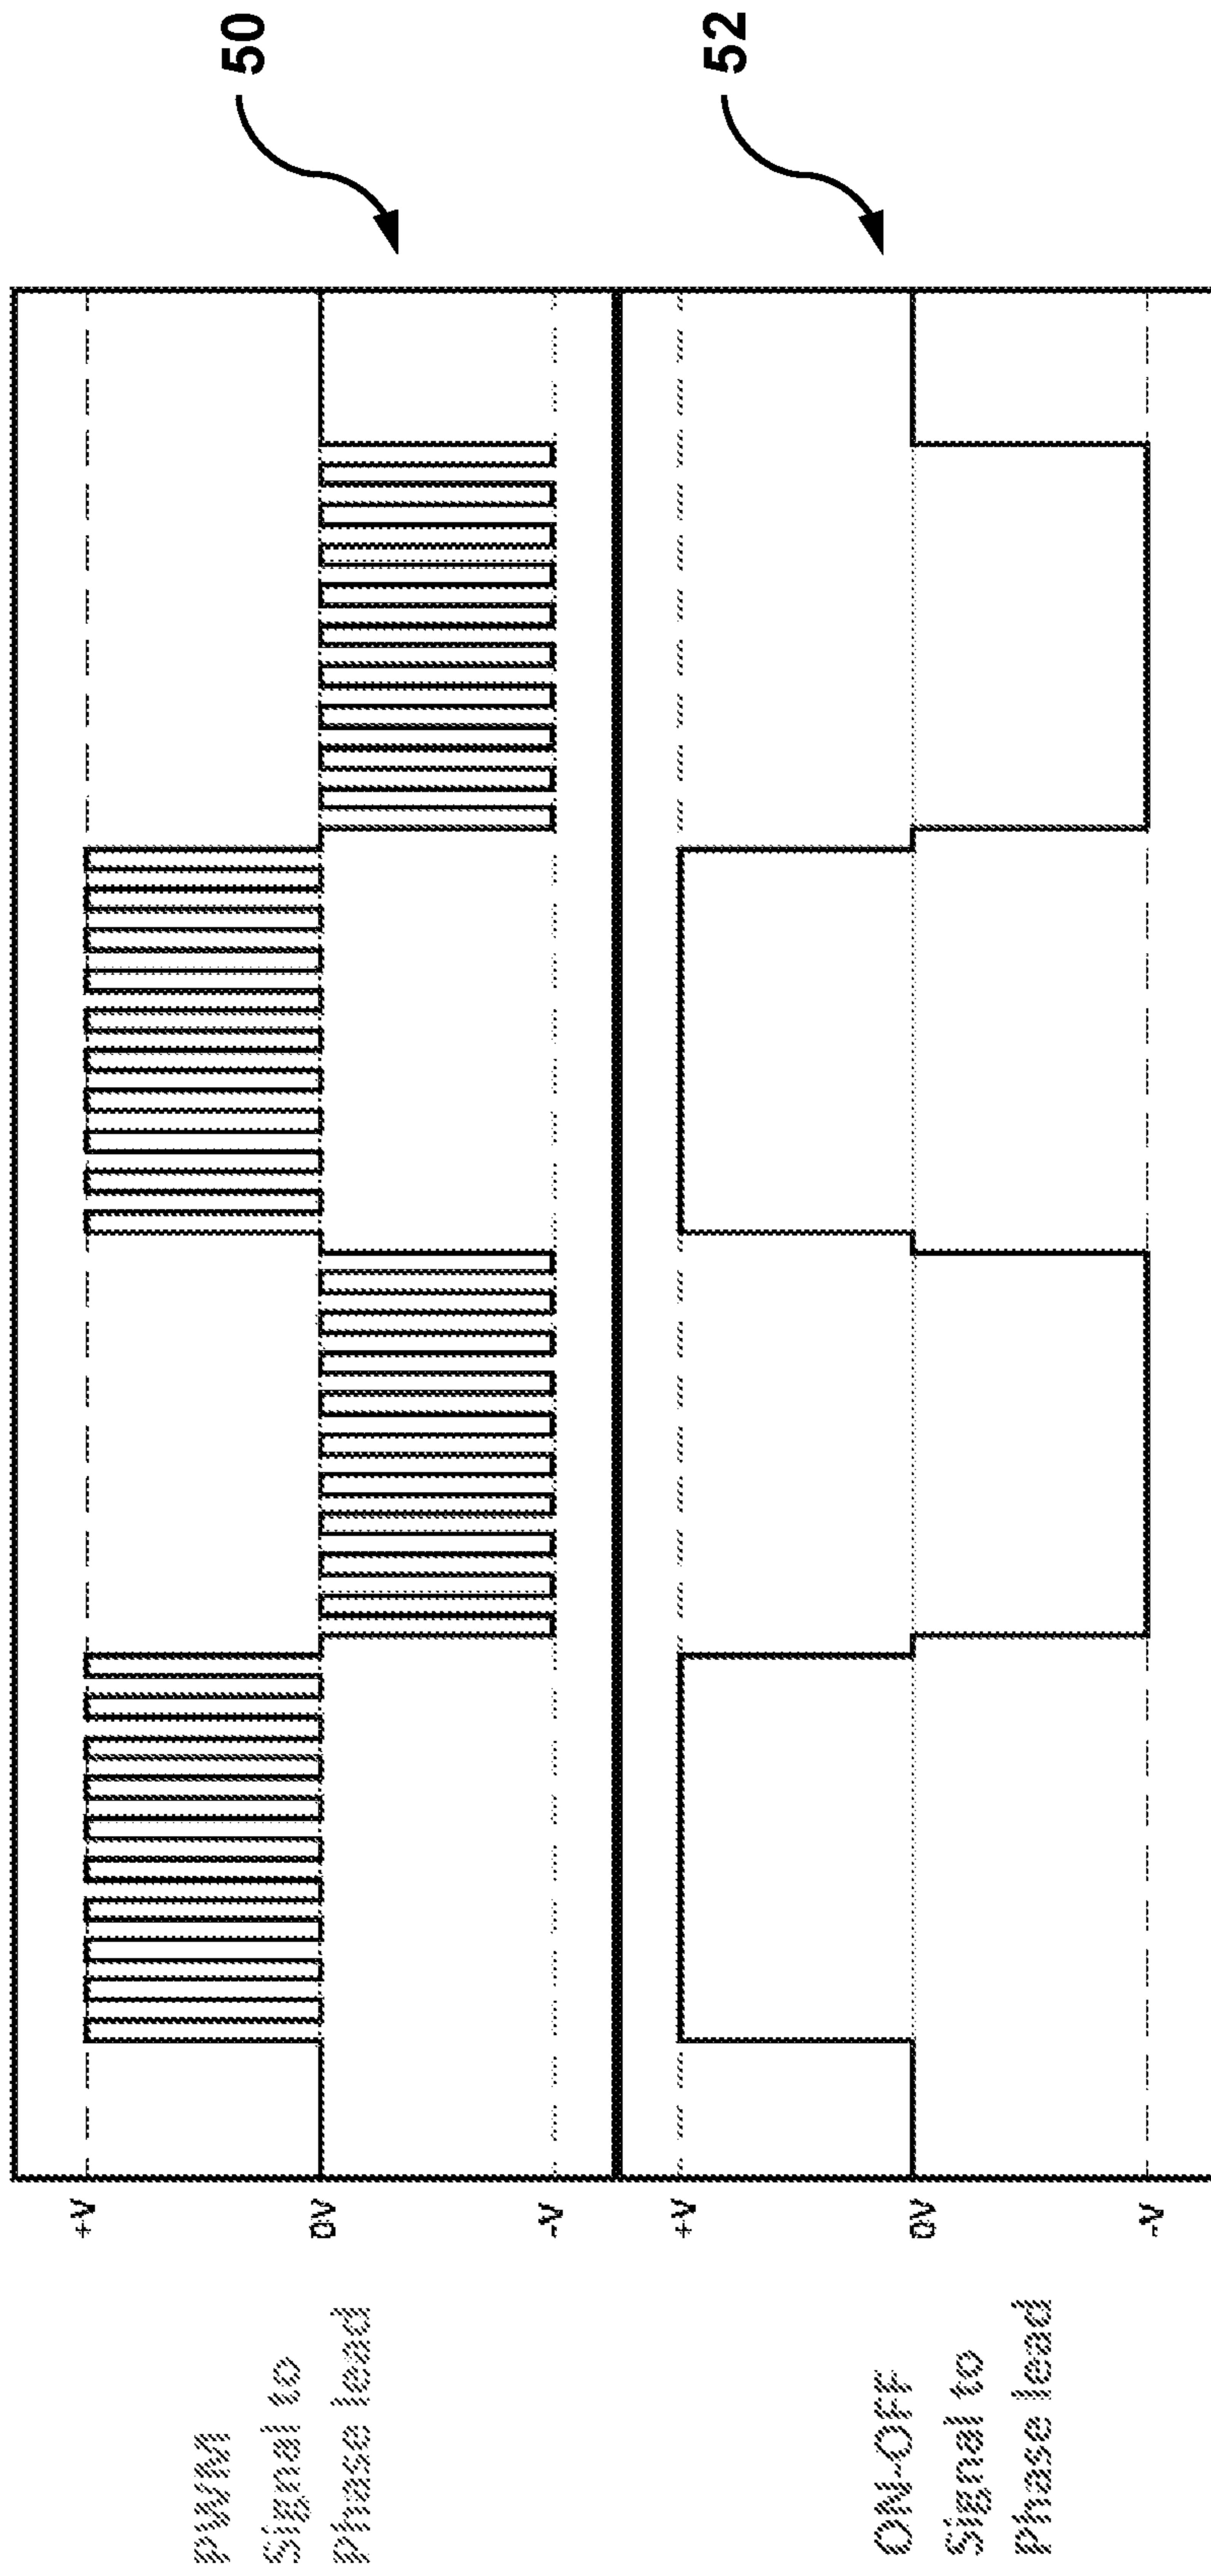 PWM
Signal to
Phase lead
+V
0V
-V
50
ON-OFF
Signal to
Phase lead
+V
0V
-V
52